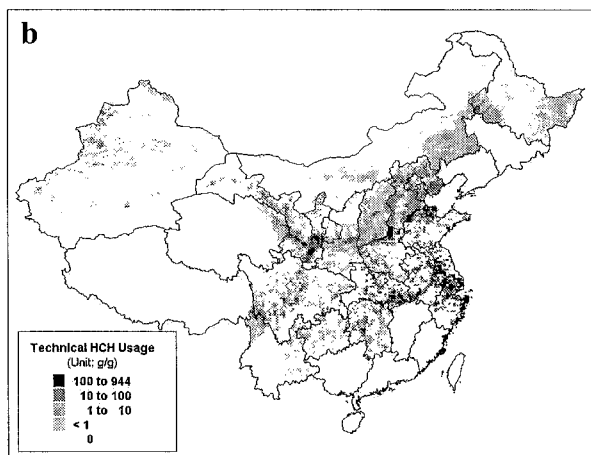 b
Technical HCH Usage
(Unit: g/g)
100 to 944
10 to 100
1 to 10
< 1
0